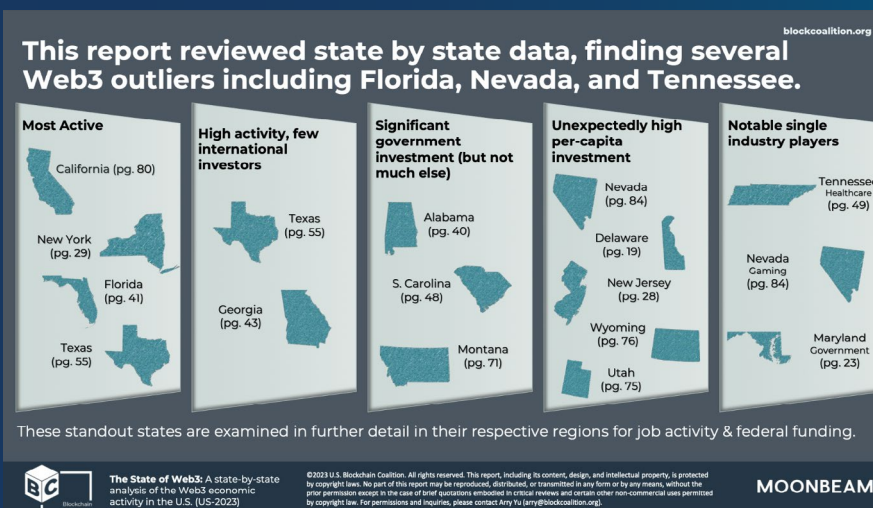 blockcoalition.org
This report reviewed state by state data, finding several
Web3 outliers including Florida, Nevada, and Tennessee.
Most Active
California (pg. 80)
New York
(pg. 29)
Florida
(pg. 41)
Texas
(pg. 55)
High activity, few
international
investors
Texas
(pg. 55)
Georgia
(pg. 43)
Significant
government
investment (but not
much else)
Alabama
(pg. 40)
S. Carolina
(pg. 48)
Montana
(pg. 71)
Unexpectedly high
per-capita
investment
Nevada
(pg. 84)
Delaware
(pg. 19)
New Jersey
(pg. 28)
Wyoming
(pg. 76)
Utah
(pg. 75)
Notable single
industry players
Tennessee
Healthcare
(pg. 49)
Nevada
Gaming
(pg. 84)
Maryland
Government
(pg. 23)
These standout states are examined in further detail in their respective regions for job activity & federal funding.
BC
Blockchain
The State of Web3: A state-by-state
analysis of the Web3 economic
activity in the U.S. (US-2023)
©2023 U.S. Blockchain Coalition. All rights reserved. This report, including its content, design, and intellectual property, is protected
by copyright laws. No part of this report may be reproduced, distributed, or transmitted in any form or by any means, without the
prior permission except in the case of brief quotations embodied in critical reviews and certain other non-commercial uses permitted
by copyright law. For permissions and inquiries, please contact Arry Yu (arry@blockcoalition.org).
MOONBEAM